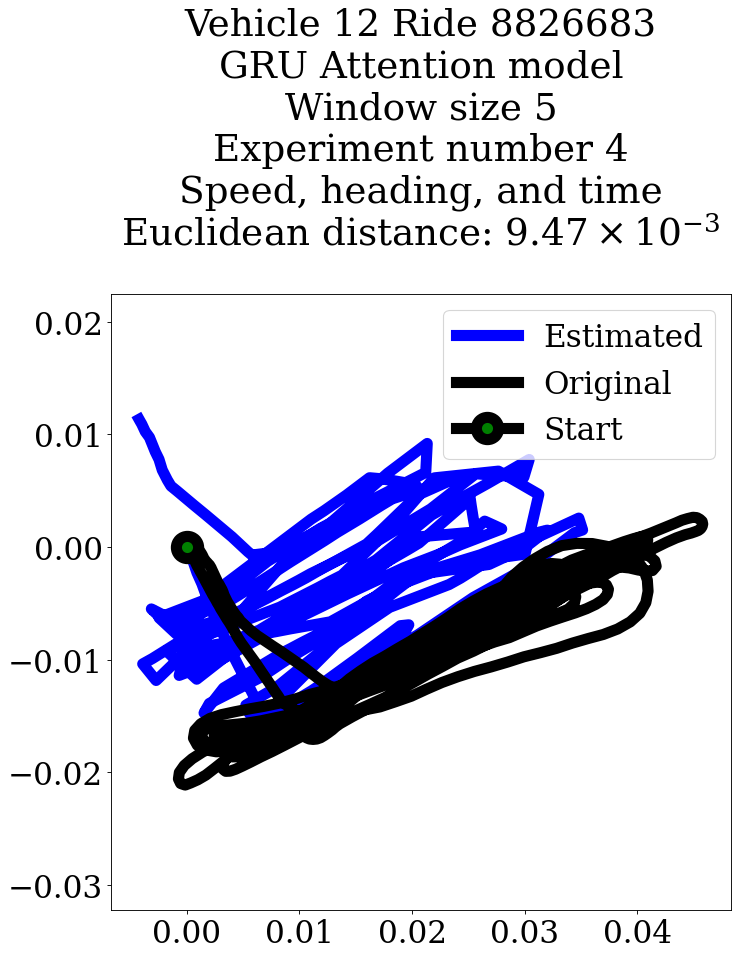 Vehicle 12 Ride 8826683
GRU Attention model
Window size 5
Experiment number 4
Speed, heading, and time
Euclidean distance: 9.47 × 10⁻³
Estimated
Original
Start
0.02
0.01
0.00
−0.01
−0.02
−0.03
0.00 0.01 0.02 0.03 0.04